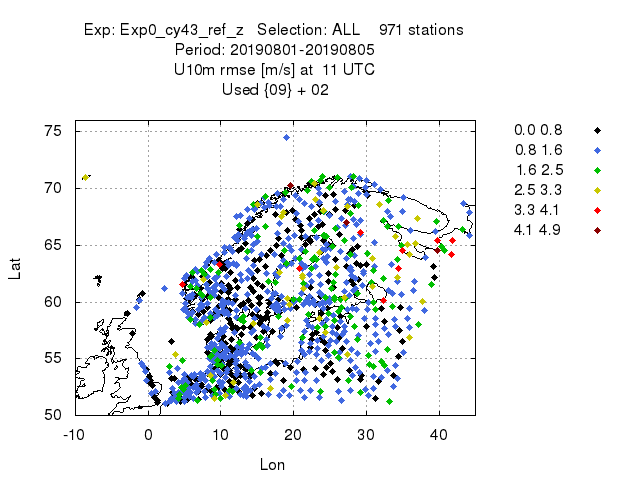 Exp: Exp0_cy43_ref_z Selection: ALL 971 stations
Period: 20190801-20190805
U10m rmse [m/s] at 11 UTC
Used {09} + 02
75
70
65
60
55
50
Lat
-10 0 10 20 30 40
Lon
0.0 0.8
0.8 1.6
1.6 2.5
2.5 3.3
3.3 4.1
4.1 4.9